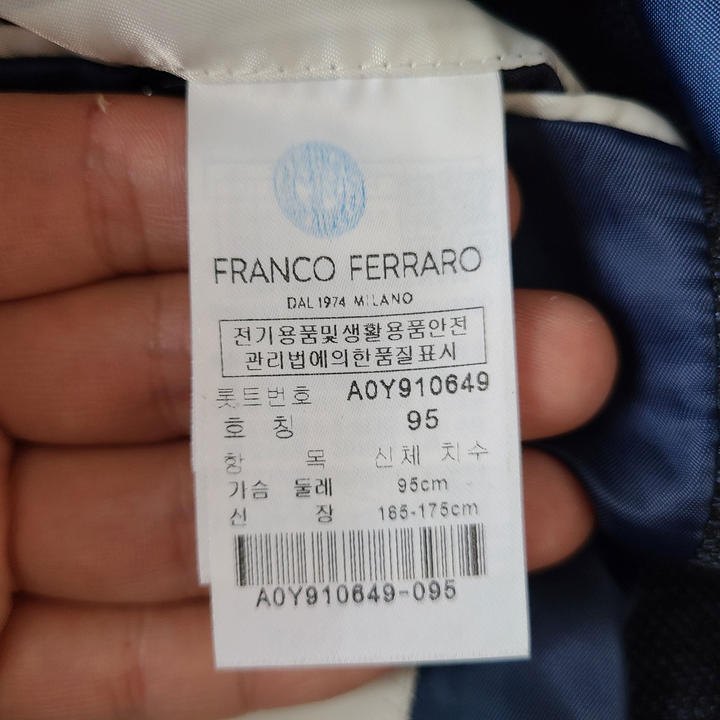 FRANCO FERRARO
DAL 1974 MILANO
전기용품및생활용품안전
관리법에의한품질표시
롯트번호 A0Y910649
호 칭 95
항 목 신체 치수
가슴 둘레 95cm
신 장 165-175cm
A0Y910649-095